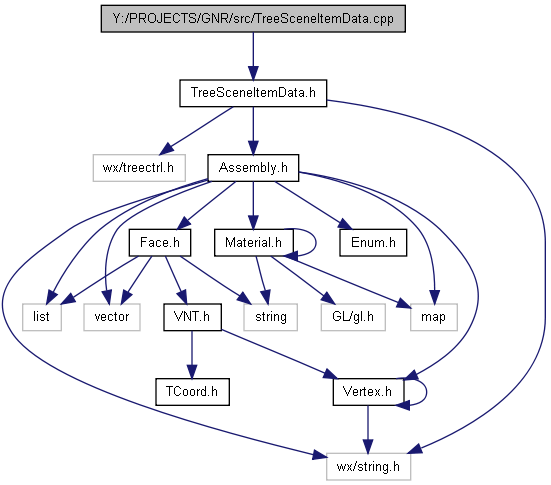 Y:/PROJECTS/GNR/src/TreeSceneItemData.cpp
TreeSceneItemData.h
wx/treectrl.h
Assembly.h
Face.h
Material.h
Enum.h
list
vector
VNT.h
string
GL/gl.h
map
TCoord.h
Vertex.h
wx/string.h